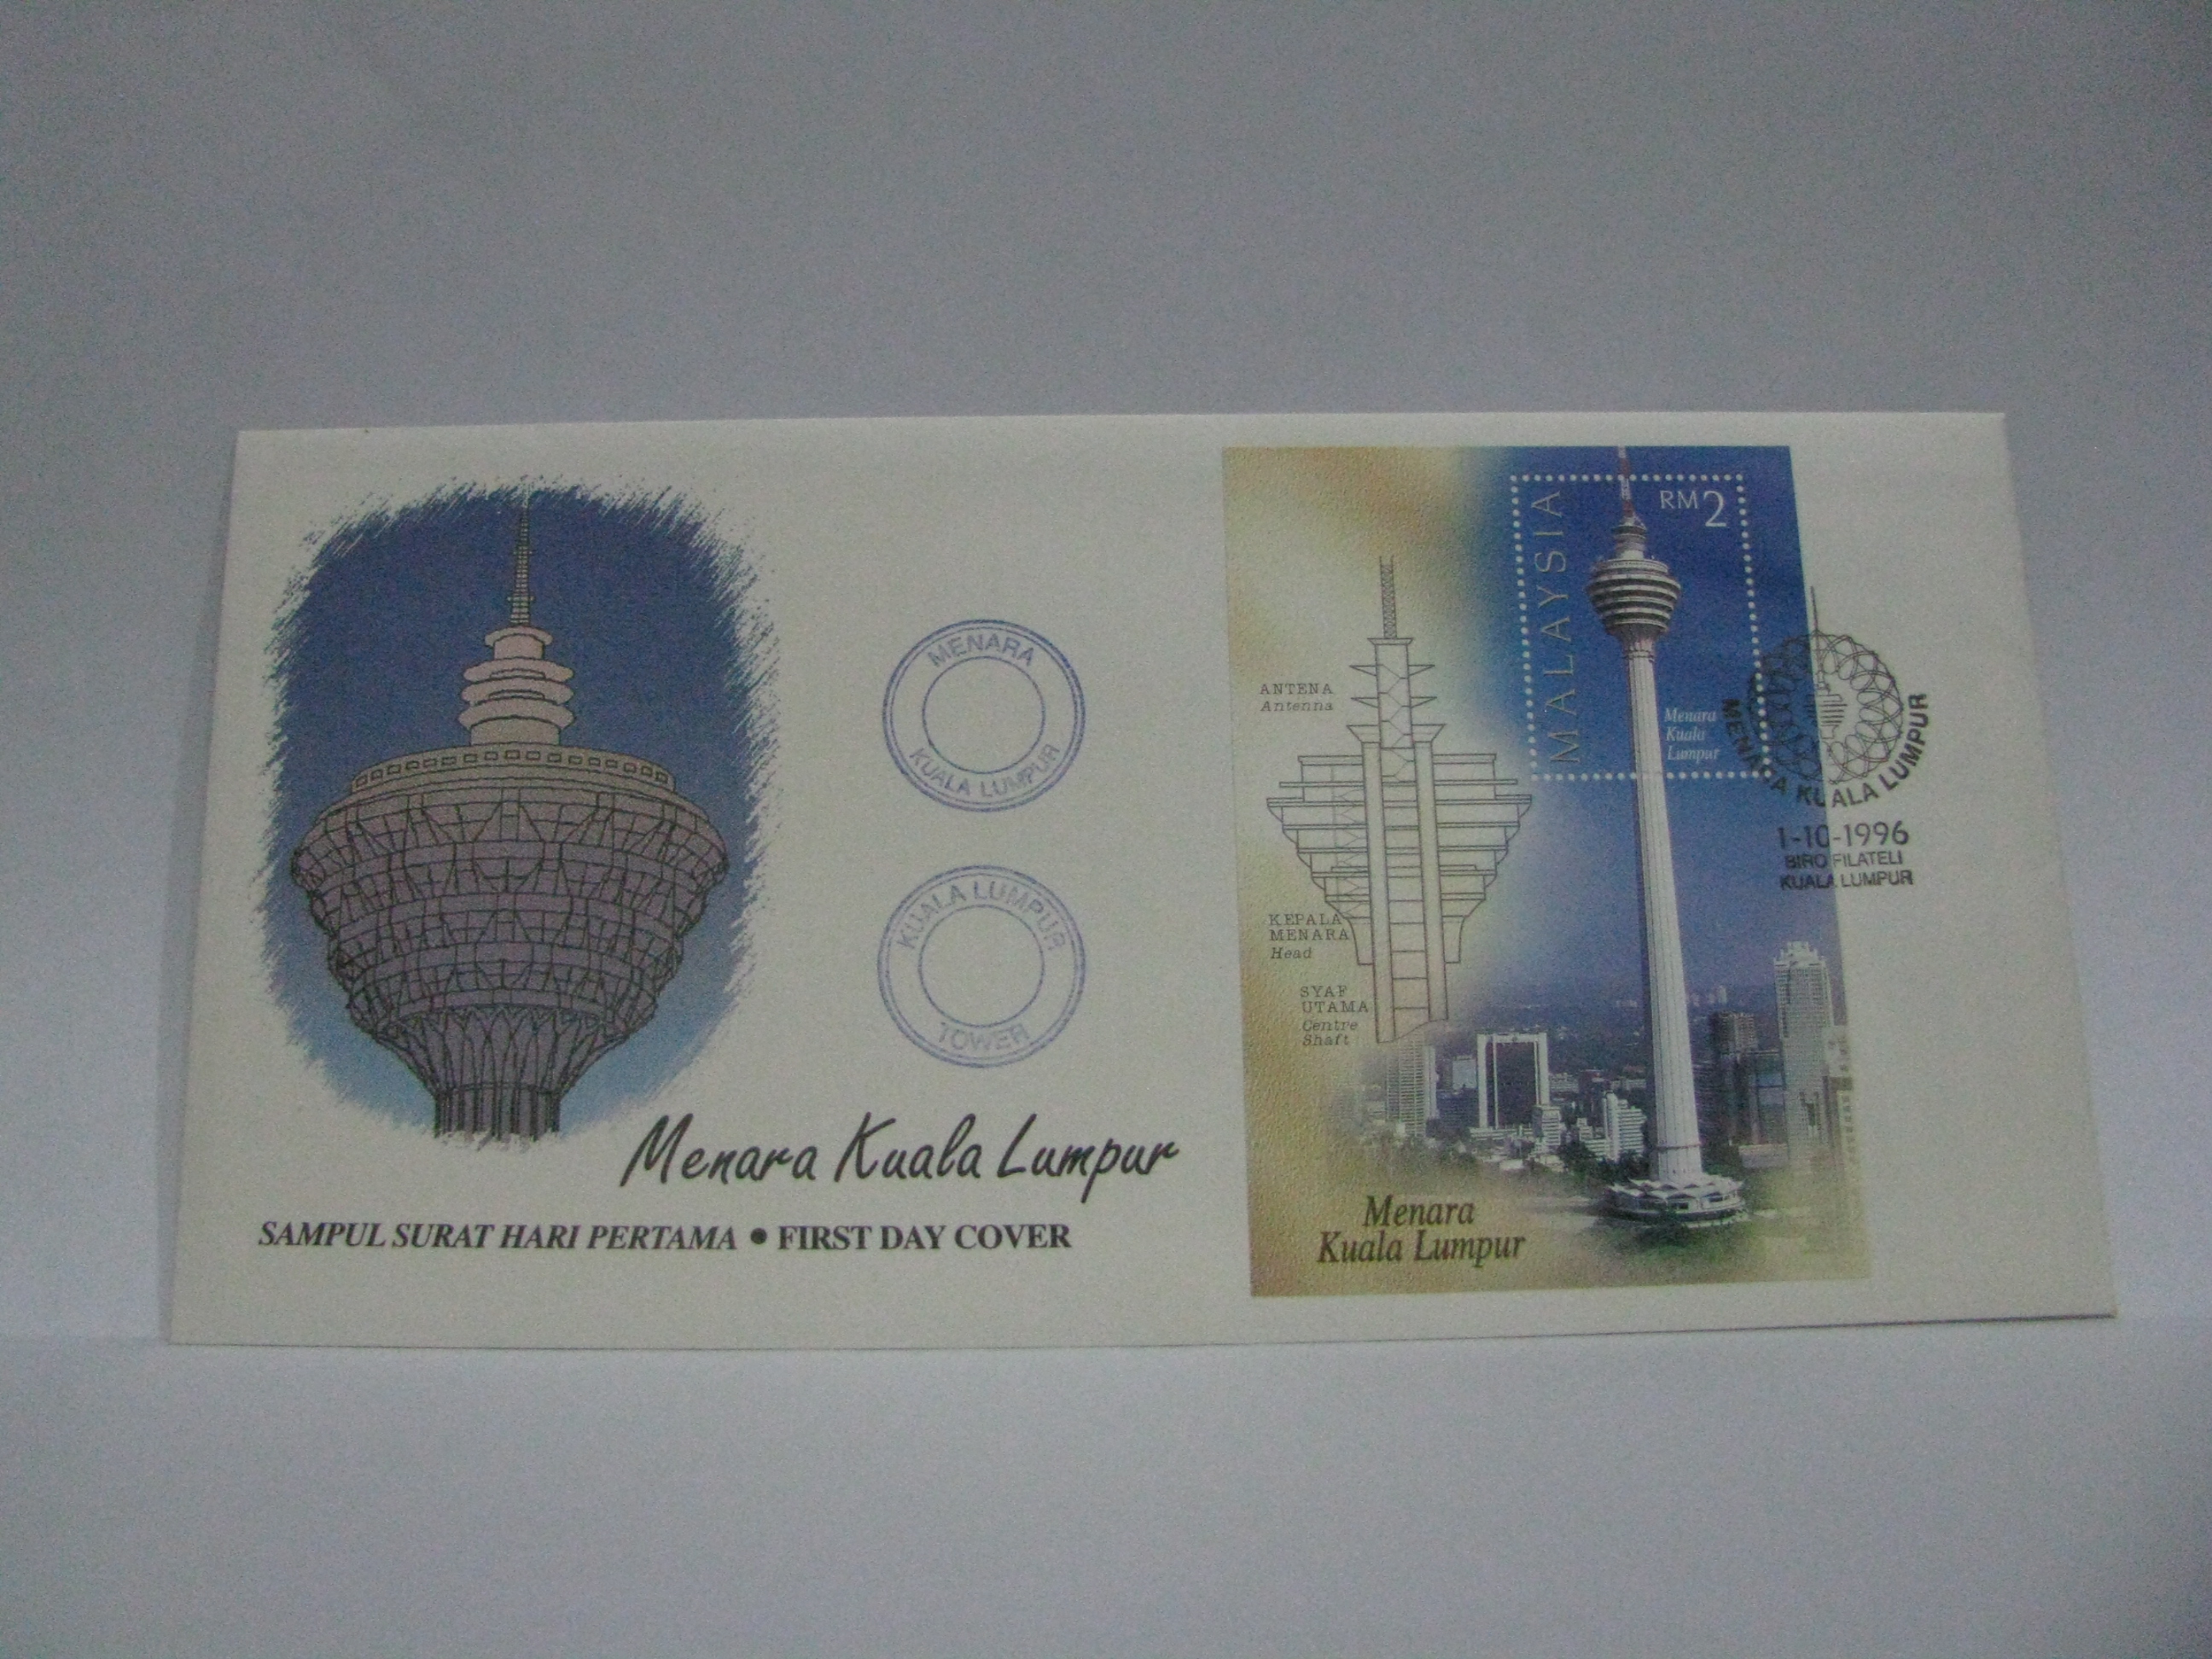 MENARA
KUALA LUMPUR
KUALA LUMPUR
TOWER
Menara Kuala Lumpur
SAMPUL SURAT HARI PERTAMA • FIRST DAY COVER
MALAYSIA
RM2
Menara
Kuala
Lumpur
ANTENA
Antenna
KEPALA
MENARA
Head
SYAF
UTAMA
Centre
Shaft
Menara
Kuala Lumpur
MENARA KUALA LUMPUR
1-10-1996
BIRO FILATELI
KUALA LUMPUR